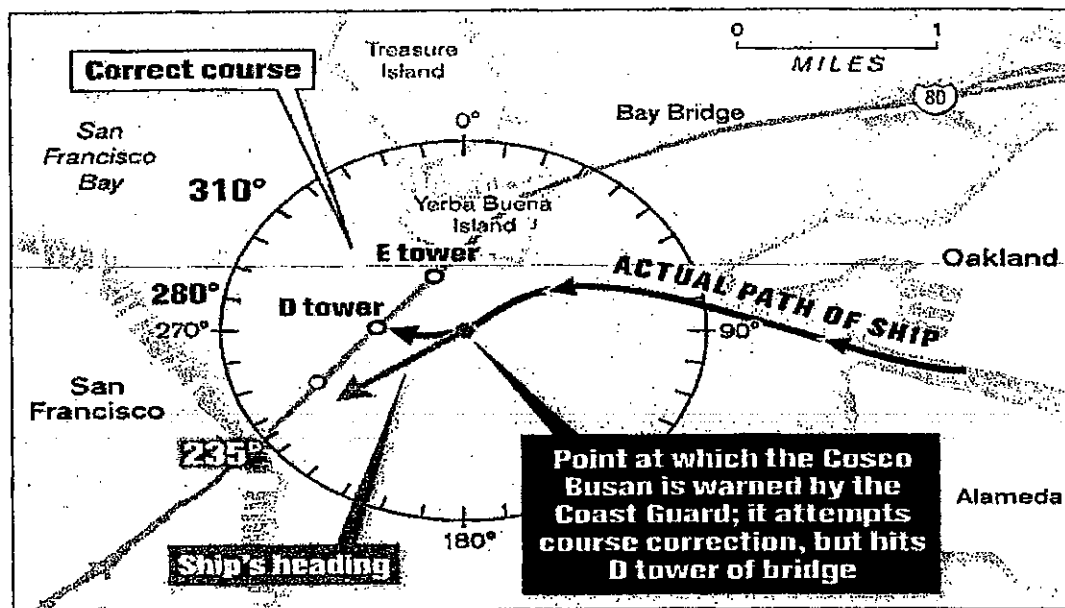 0 1
MILES
Treasure
Island
Correct course
80
Bay Bridge
San
Francisco
Bay
0°
310°
Yerba Buena
Island
E tower
Oakland
ACTUAL PATH OF SHIP
280°
D tower
270°
90°
San
Francisco
235°
Point at which the Cosco
Busan is warned by the
Coast Guard; it attempts
course correction, but hits
D tower of bridge
Alameda
180°
Ship's heading